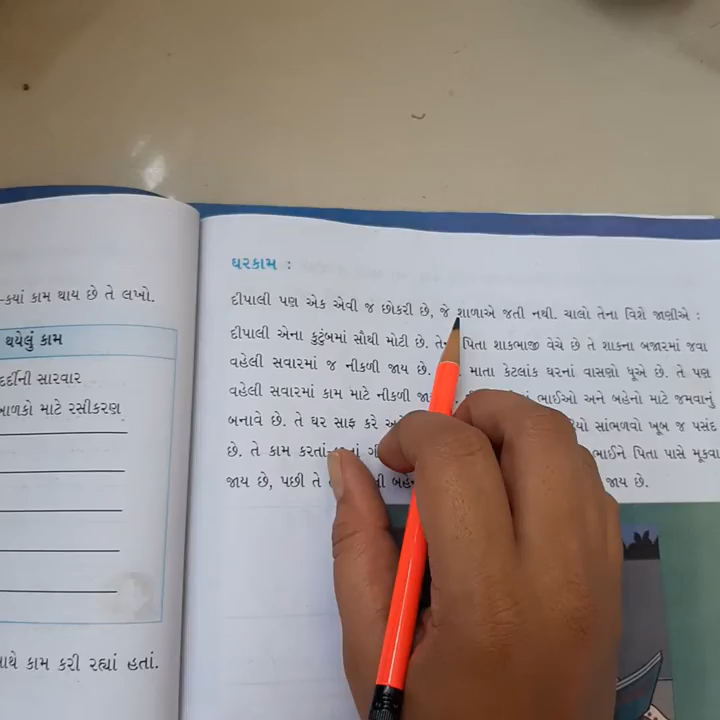 -ક્યાં કામ થાય છે તે લખો.
થયેલું કામ
દર્દીની સારવાર
બાળકો માટે રસીકરણ
સાથે કામ કરી રહ્યાં હતાં.
ઘરકામ :
દીપાલી પણ એક એવી જ છોકરી છે, જે શાળાએ જતી નથી. ચાલો તેના વિશે જાણીએ :
દીપાલી એના કુટુંબમાં સૌથી મોટી છે. પિતા શાકભાજી વેચે છે તે શાકના બજારમાં જવા
વહેલી સવારમાં જ નીકળી જાય છે. માતા કેટલાંક ઘરનાં વાસણો ધૂએ છે. તે પણ
વહેલી સવારમાં કામ માટે નીકળી ભાઈઓ અને બહેનો માટે જમવાનું
બનાવે છે. તે ઘર સાફ કરે સાંભળવો ખૂબ જ પસંદ
છે. તે કામ કરતાં ભાઈને પિતા પાસે મૂકવા
જાય છે, પછી તે જાય છે.